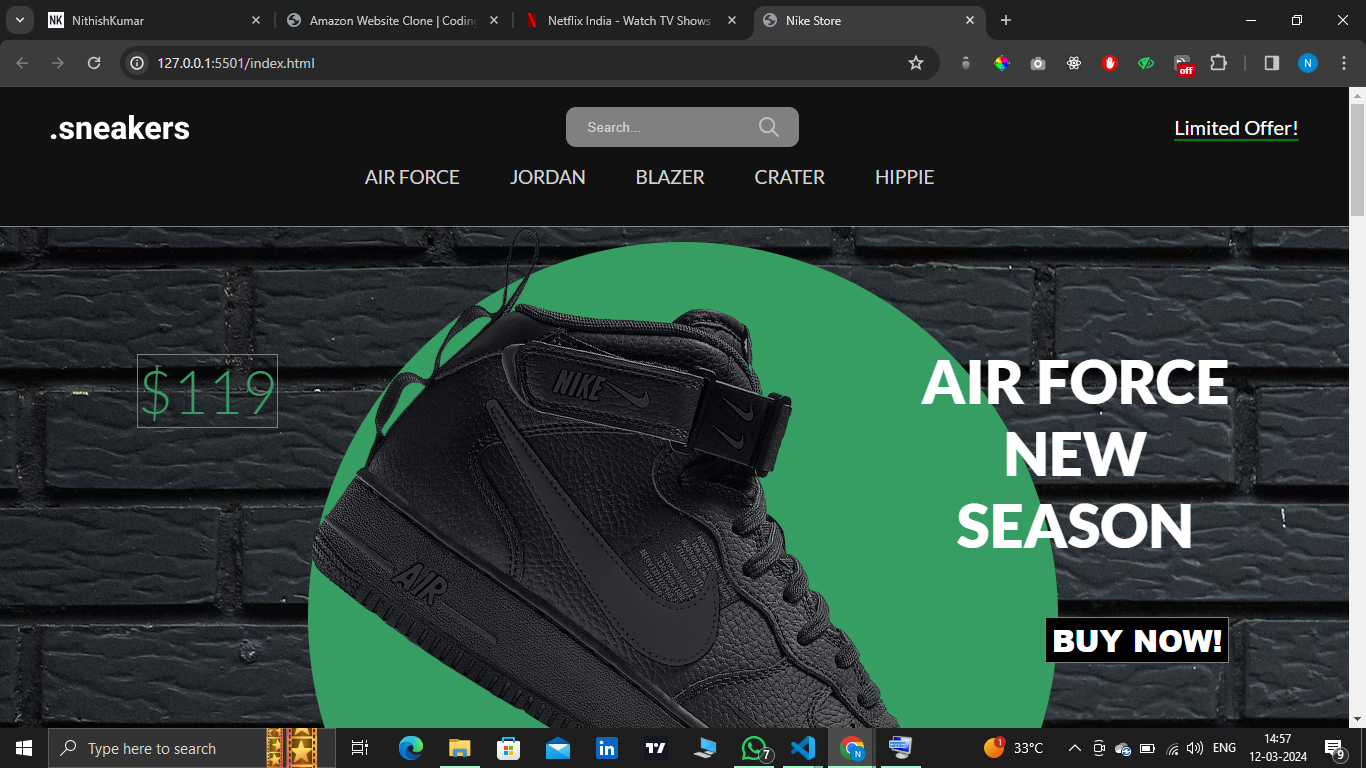 NithishKumar
Amazon Website Clone | Codin
Netflix India - Watch TV Shows
Nike Store
127.0.0.1:5501/index.html
off
N
.sneakers
Search...
Limited Offer!
AIR FORCE
JORDAN
BLAZER
CRATER
HIPPIE
$119
NIKE
AIR
AIR FORCE
NEW
SEASON
BUY NOW!
Type here to search
7
N
1
33°C
ENG
14:57
12-03-2024
9